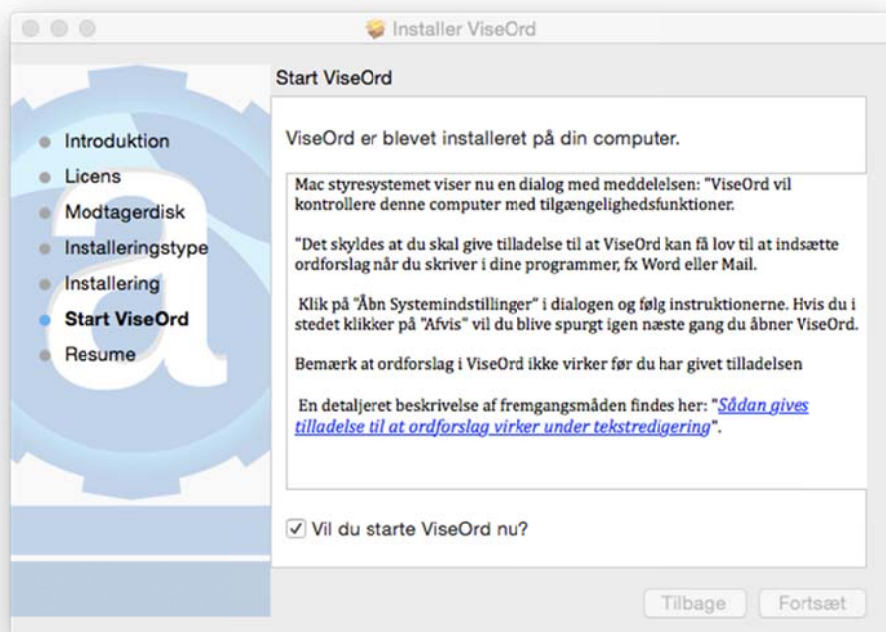 Installer ViseOrd
Start ViseOrd
Introduktion
Licens
Modtagerdisk
Installeringstype
Installering
Start ViseOrd
Resume
ViseOrd er blevet installeret på din computer.
Mac styresystemet viser nu en dialog med meddelelsen: "ViseOrd vil
kontrollere denne computer med tilgængelighedsfunktioner.
"Det skyldes at du skal give tilladelse til at ViseOrd kan få lov til at indsætte
ordforslag når du skriver i dine programmer, fx Word eller Mail.
Klik på "Åbn Systemindstillinger" i dialogen og følg instruktionerne. Hvis du i
stedet klikker på "Afvis" vil du blive spurgt igen næste gang du åbner ViseOrd.
Bemærk at ordforslag i ViseOrd ikke virker før du har givet tilladelsen
En detaljeret beskrivelse af fremgangsmåden findes her: "Sådan gives
tilladelse til at ordforslag virker under tekstredigering".
Vil du starte ViseOrd nu?
Tilbage
Fortsæt
a